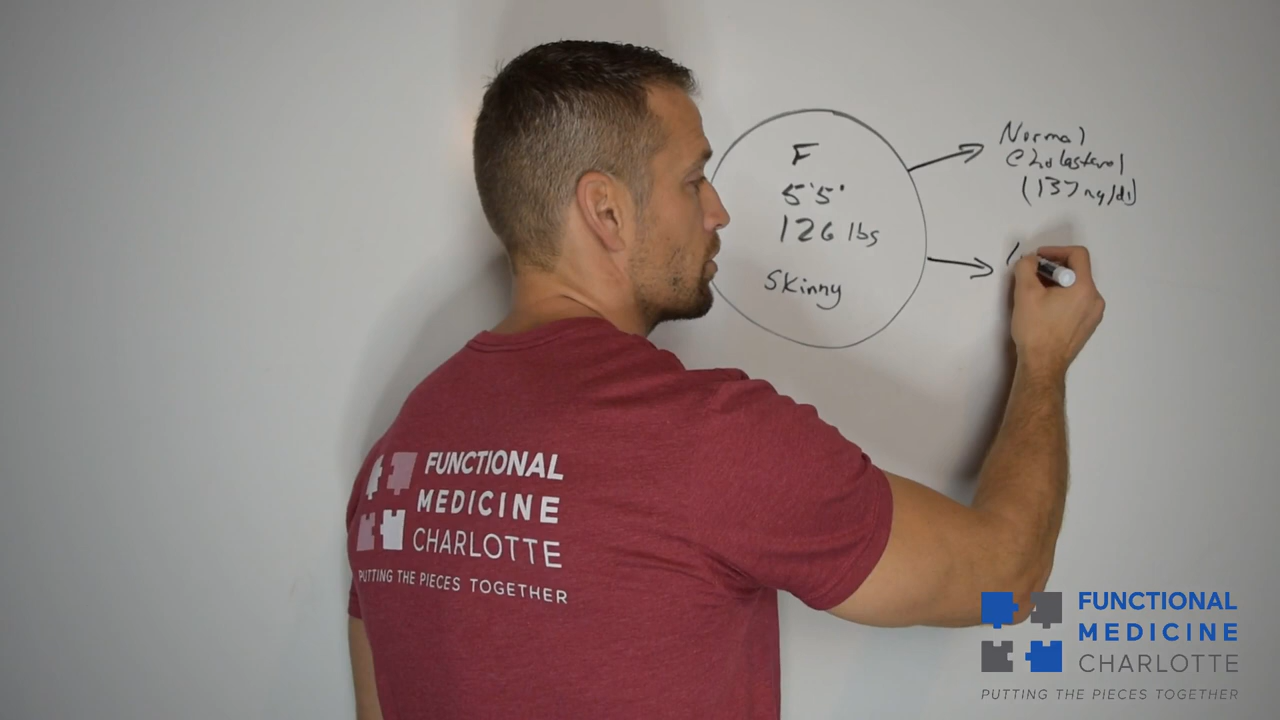 F
5'5"
126 lbs
Skinny
Normal
Cholesterol
(137 mg/dl)
FUNCTIONAL
MEDICINE
CHARLOTTE
PUTTING THE PIECES TOGETHER
FUNCTIONAL
MEDICINE
CHARLOTTE
PUTTING THE PIECES TOGETHER